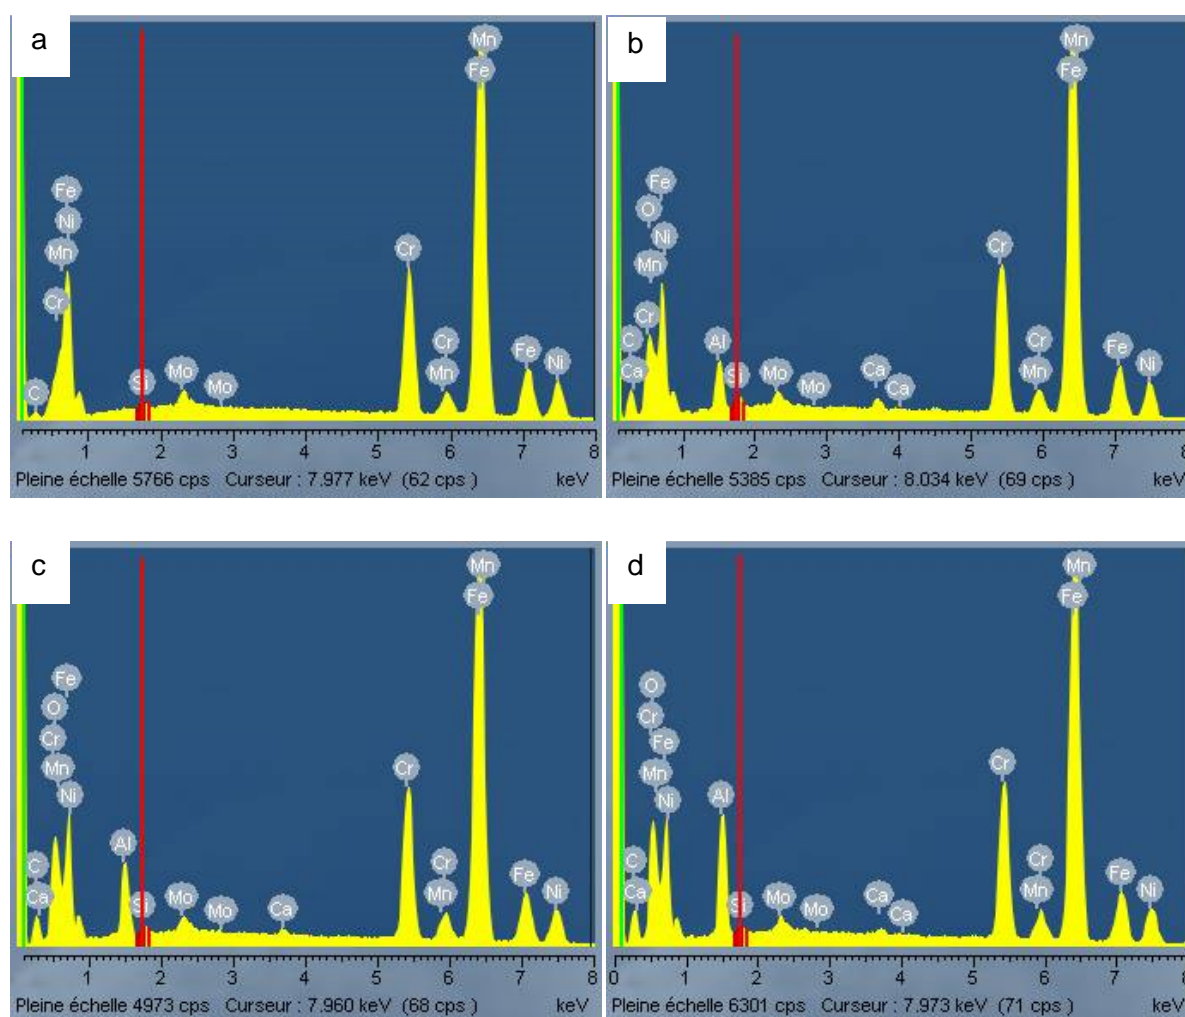 a
Mn
Fe
Fe
Ni
Mn
Cr
Cr
Cr
Mn
Fe
Ni
C
Si
Mo
Mo
1 2 3 4 5 6 7 8
Pleine échelle 5766 cps Curseur : 7.977 keV (62 cps ) keV
b
Mn
Fe
Fe
O
Ni
Mn
Cr
Cr
C
Ca
Al
Si
Mo
Mo
Ca
Ca
Cr
Mn
Fe
Ni
1 2 3 4 5 6 7 8
Pleine échelle 5385 cps Curseur : 8.034 keV (69 cps ) keV
c
Mn
Fe
Fe
O
Cr
Mn
Ni
Cr
C
Ca
Al
Si
Mo
Mo
Ca
Cr
Mn
Fe
Ni
1 2 3 4 5 6 7 8
Pleine échelle 4973 cps Curseur : 7.960 keV (68 cps ) keV
d
Mn
Fe
O
Cr
Fe
Mn
Ni
Cr
C
Ca
Al
Si
Mo
Mo
Ca
Ca
Cr
Mn
Fe
Ni
0 1 2 3 4 5 6 7 8
Pleine échelle 6301 cps Curseur : 7.973 keV (71 cps ) keV